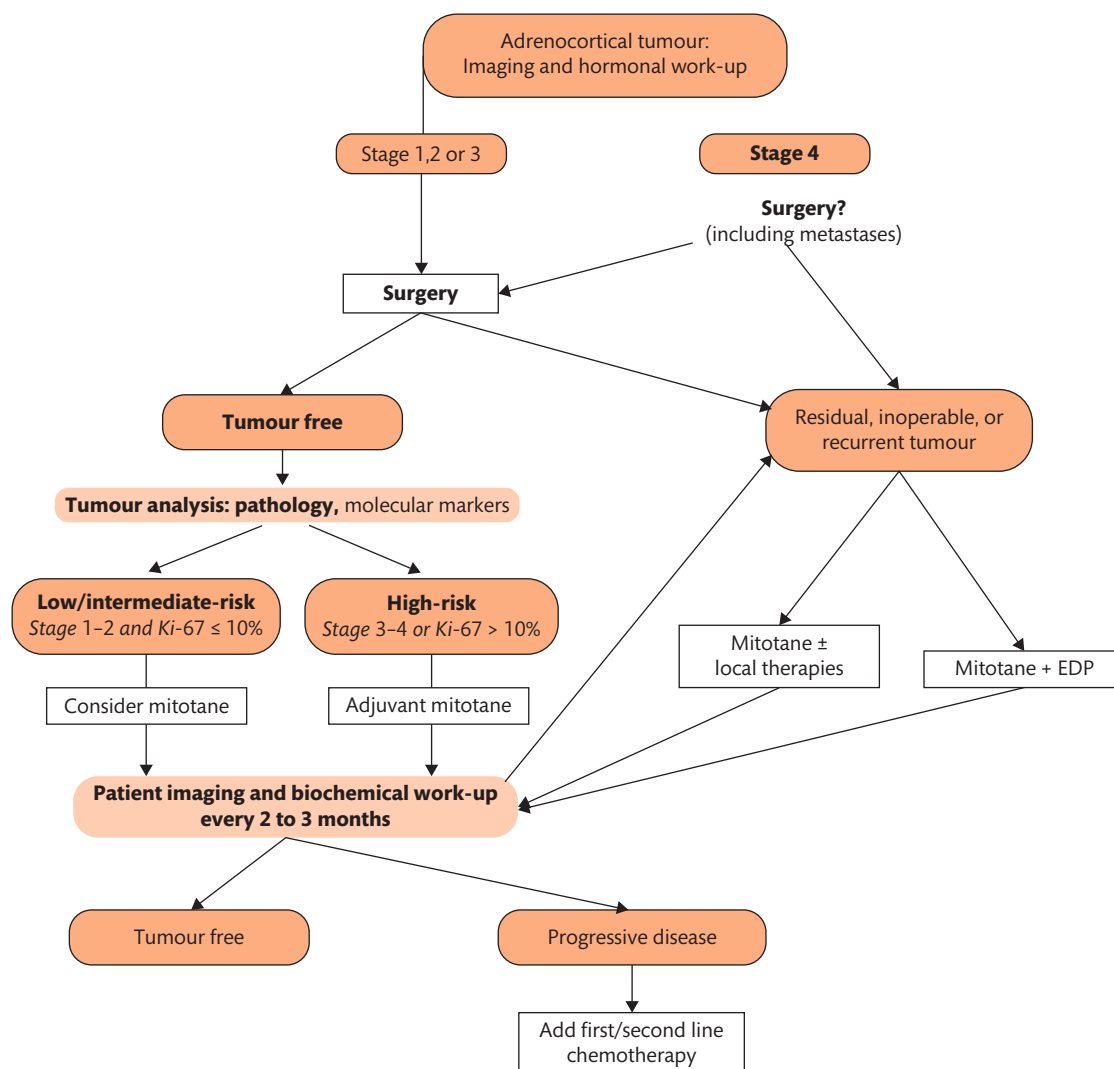 Adrenocortical tumour:
Imaging and hormonal work-up
Stage 1,2 or 3
Stage 4
Surgery?
(including metastases)
Surgery
Tumour free
Residual, inoperable, or
recurrent tumour
Tumour analysis: pathology, molecular markers
Low/intermediate-risk
Stage 1–2 and Ki-67 ≤ 10%
High-risk
Stage 3–4 or Ki-67 > 10%
Mitotane ±
local therapies
Mitotane + EDP
Consider mitotane
Adjuvant mitotane
Patient imaging and biochemical work-up
every 2 to 3 months
Tumour free
Progressive disease
Add first/second line
chemotherapy